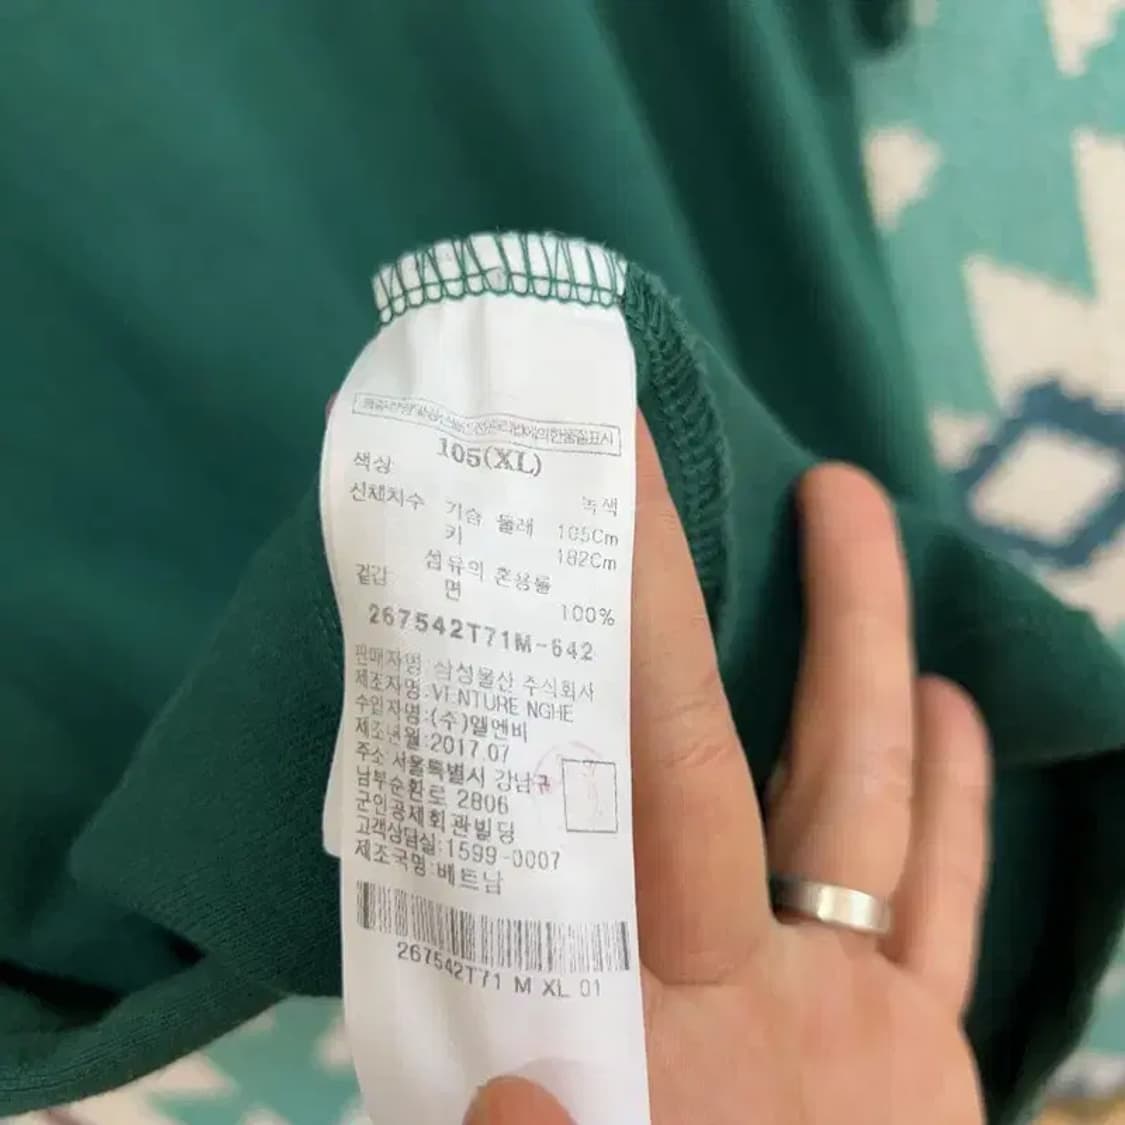 105(XL)
색상 녹색
신체치수 가슴 둘레 105Cm
키 182Cm
섬유의 혼용률
겉감 면 100%
267542T71M-642
판매자명:삼성물산 주식회사
제조자명:VENTURE NGHE
수입자명:(주)엘엔비
제조년월:2017.07
주소 서울특별시 강남구
남부순환로 2806
군인공제회관빌딩
고객상담실:1599-0007
제조국명:베트남
267542T71 M XL 01